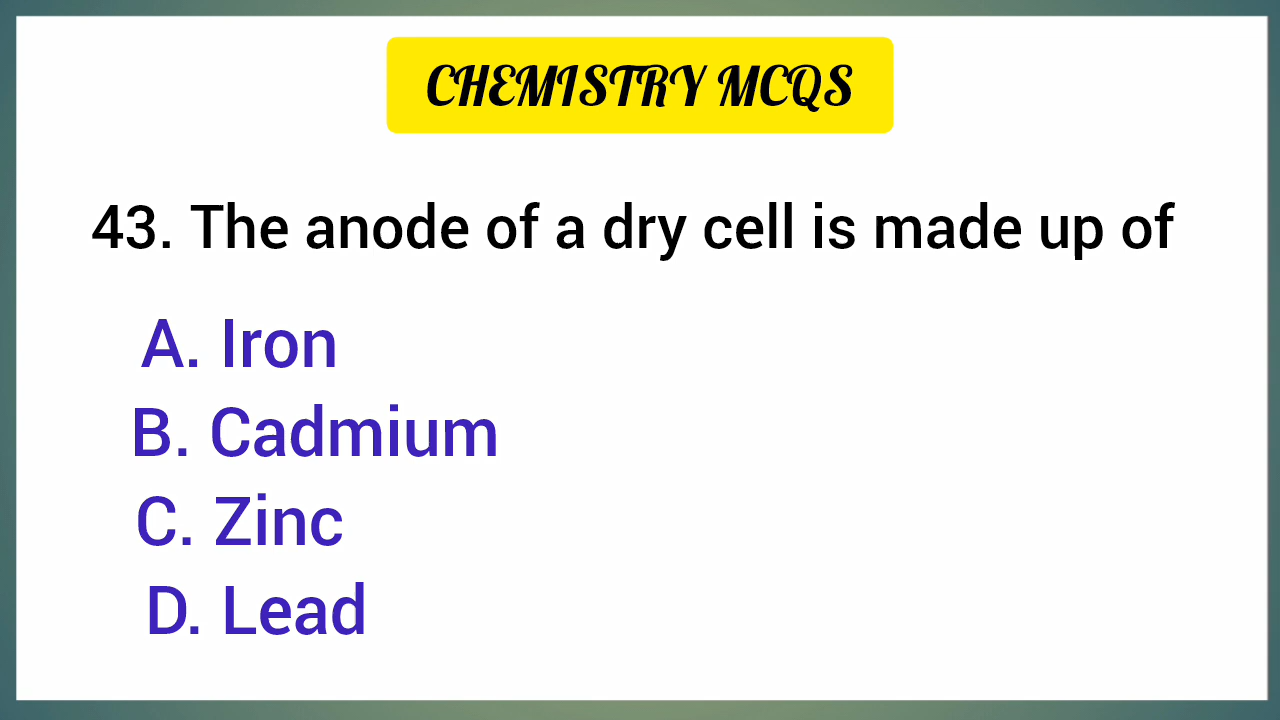 CHEMISTRY MCQS
43. The anode of a dry cell is made up of
A. Iron
B. Cadmium
C. Zinc
D. Lead